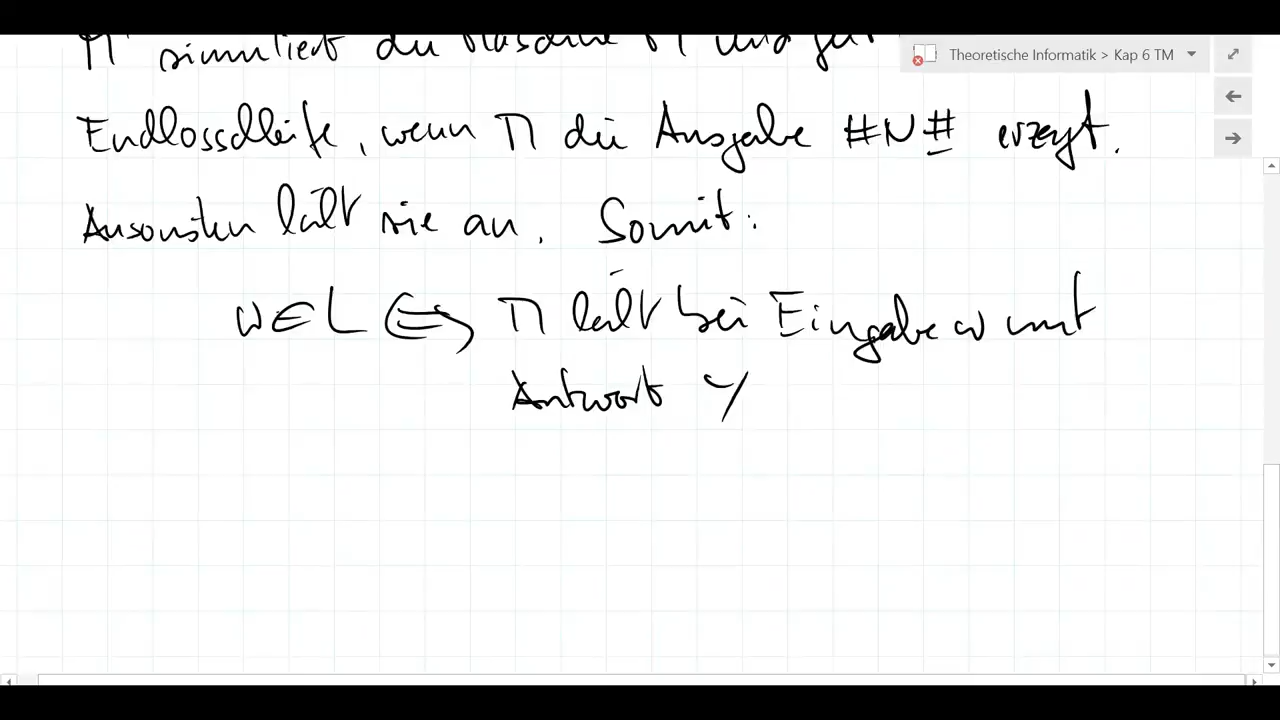 M' simuliert die Maschine M und geht
Theoretische Informatik > Kap 6 TM
Endlosschleife, wenn M die Ausgabe #N# erzeugt.
Ansonsten hält sie an. Somit:
w ∈ L ⇔ M hält bei Eingabe w mit
Antwort Y